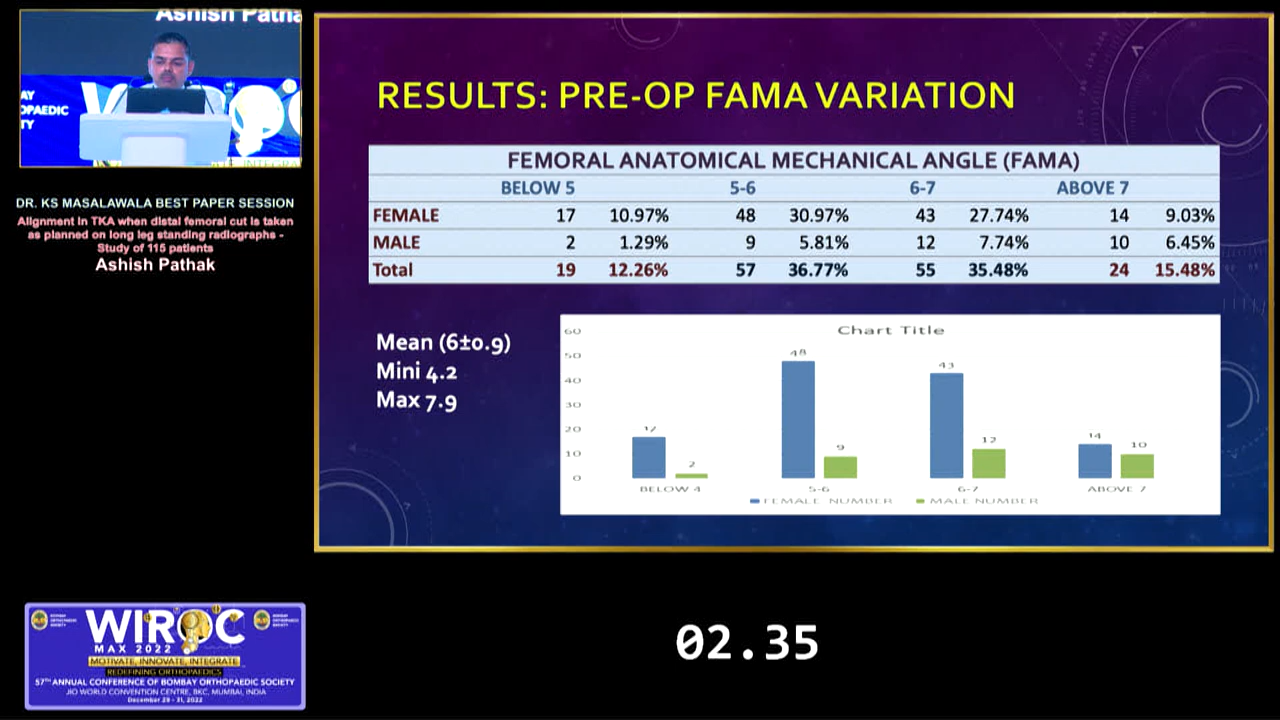 Ashish Patha
AY
OPAEDIC
TY
DR. KS MASALAWALA BEST PAPER SESSION
Alignment in TKA when distal femoral cut is taken
as planned on long leg standing radiographs -
Study of 115 patients
Ashish Pathak
RESULTS: PRE-OP FAMA VARIATION
FEMORAL ANATOMICAL MECHANICAL ANGLE (FAMA)
BELOW 5 5-6 6-7 ABOVE 7
FEMALE 17 10.97% 48 30.97% 43 27.74% 14 9.03%
MALE 2 1.29% 9 5.81% 12 7.74% 10 6.45%
Total 19 12.26% 57 36.77% 55 35.48% 24 15.48%
Mean (6±0.9)
Mini 4.2
Max 7.9
Chart Title
60
50
40
30
20
10
0
17 2 48 9 43 12 14 10
BELOW 4 5-6 6-7 ABOVE 7
FEMALE NUMBER MALE NUMBER
WIROC
MAX 2022
MOTIVATE, INNOVATE, INTEGRATE
REDEFINING ORTHOPAEDICS
57TH ANNUAL CONFERENCE OF BOMBAY ORTHOPAEDIC SOCIETY
JIO WORLD CONVENTION CENTRE, BKC, MUMBAI, INDIA
December 29 - 31, 2022
02.35